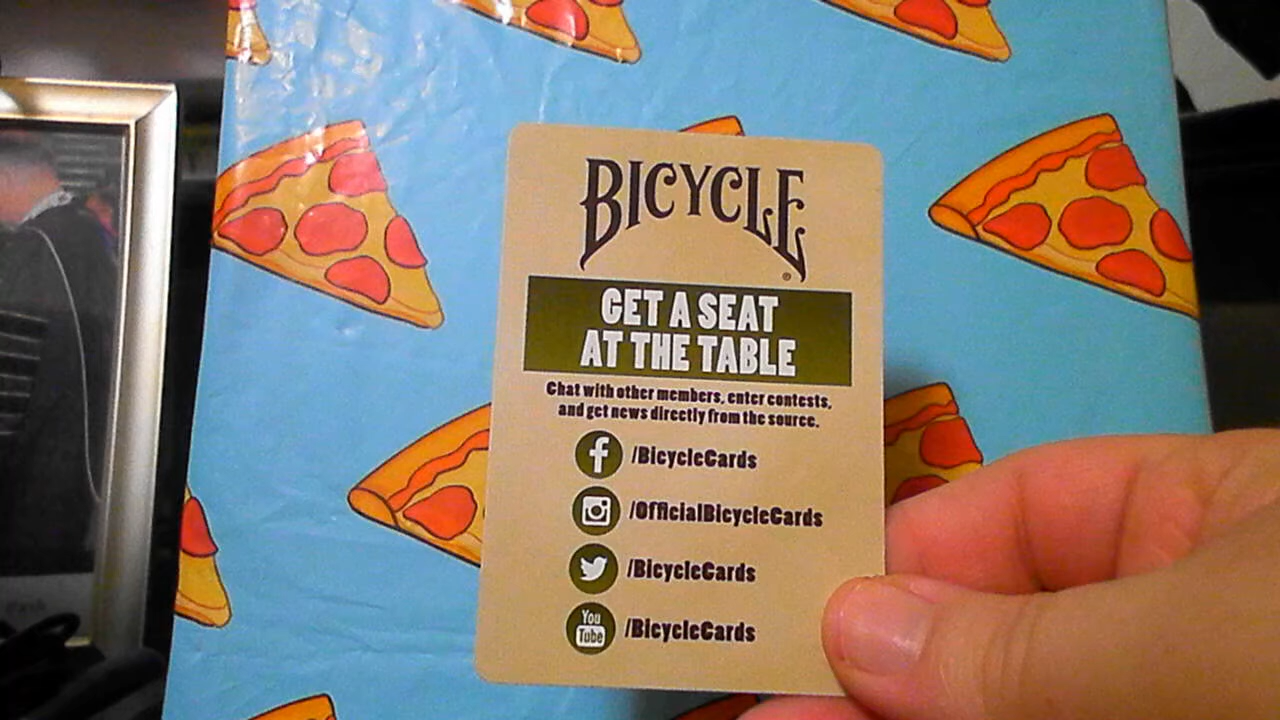 BICYCLE®
GET A SEAT
AT THE TABLE
Chat with other members, enter contests,
and get news directly from the source.
f /BicycleCards
/OfficialBicycleCards
/BicycleCards
You
Tube /BicycleCards